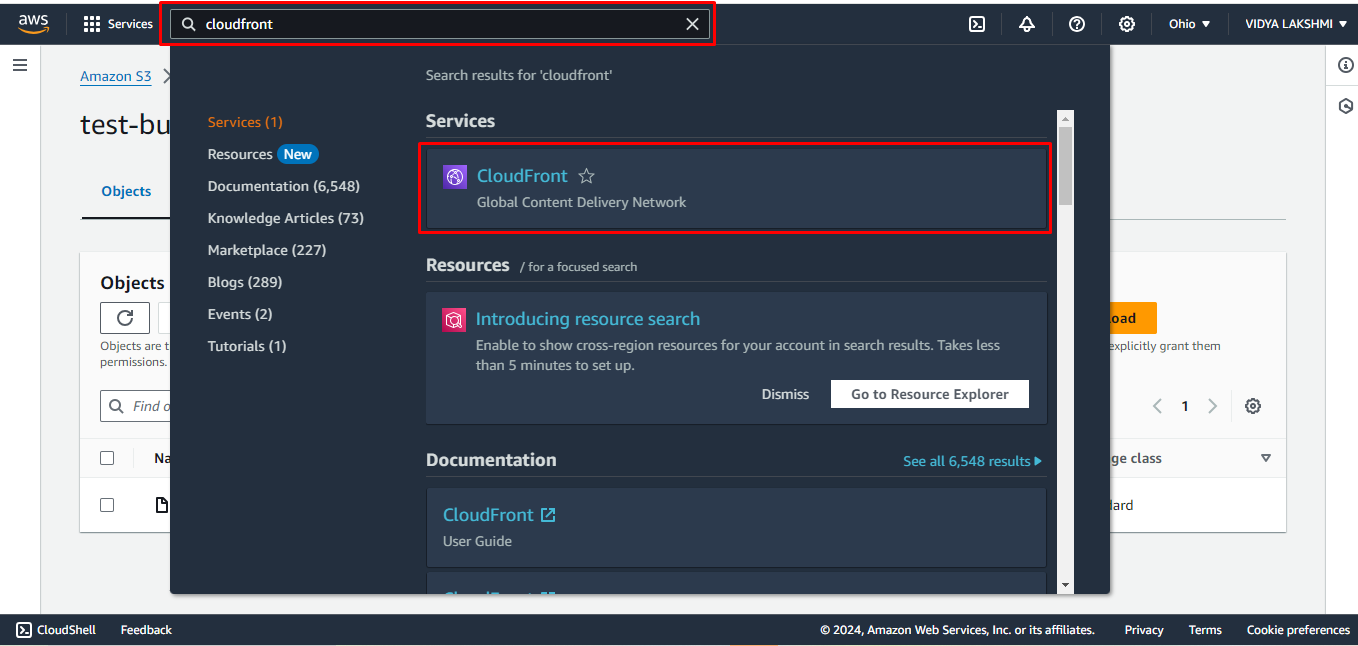 aws
Services
cloudfront
Ohio ▼
VIDYA LAKSHMI ▼
Amazon S3
test-bu
Objects
Search results for 'cloudfront'
Services (1)
Resources New
Documentation (6,548)
Knowledge Articles (73)
Marketplace (227)
Blogs (289)
Events (2)
Tutorials (1)
Services
CloudFront
Global Content Delivery Network
Resources / for a focused search
Introducing resource search
Enable to show cross-region resources for your account in search results. Takes less
than 5 minutes to set up.
Dismiss
Go to Resource Explorer
Documentation
See all 6,548 results
CloudFront
User Guide
CloudFront
Objects
Objects are t
permissions.
Find o
Na
oad
explicitly grant them
1
ge class
dard
CloudShell
Feedback
© 2024, Amazon Web Services, Inc. or its affiliates.
Privacy
Terms
Cookie preferences